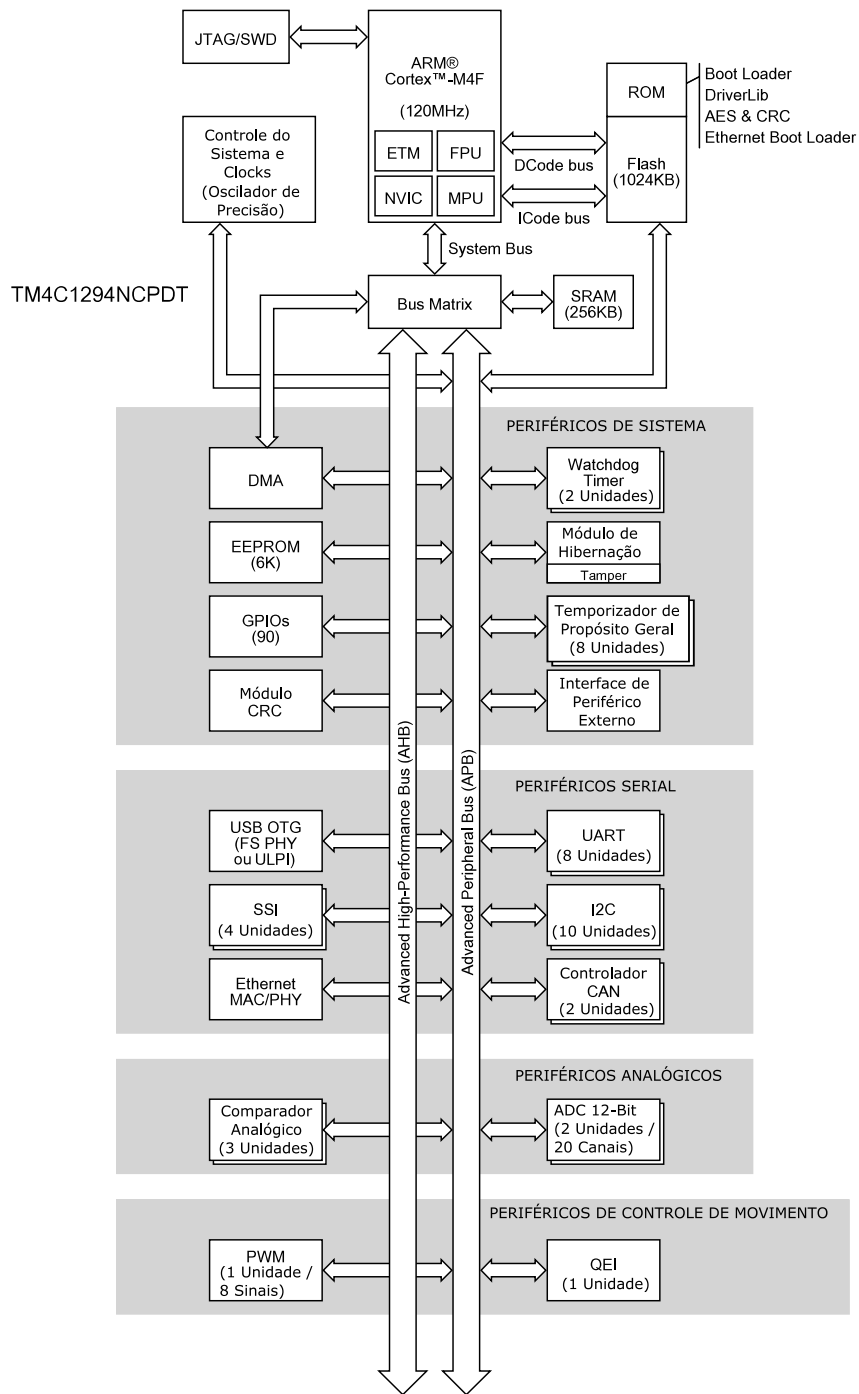 JTAG/SWD
ARM®
Cortex™-M4F
(120MHz)
ETM
FPU
NVIC
MPU
ROM
Boot Loader
DriverLib
AES & CRC
Ethernet Boot Loader
Flash
(1024KB)
DCode bus
ICode bus
Controle do
Sistema e
Clocks
(Oscilador de
Precisão)
System Bus
TM4C1294NCPDT
Bus Matrix
SRAM
(256KB)
PERIFÉRICOS DE SISTEMA
DMA
Watchdog
Timer
(2 Unidades)
EEPROM
(6K)
Módulo de
Hibernação
Tamper
GPIOs
(90)
Temporizador de
Propósito Geral
(8 Unidades)
Módulo
CRC
Interface de
Periférico
Externo
Advanced High-Performance Bus (AHB)
Advanced Peripheral Bus (APB)
PERIFÉRICOS SERIAL
USB OTG
(FS PHY
ou ULPI)
UART
(8 Unidades)
SSI
(4 Unidades)
I2C
(10 Unidades)
Ethernet
MAC/PHY
Controlador
CAN
(2 Unidades)
PERIFÉRICOS ANALÓGICOS
Comparador
Analógico
(3 Unidades)
ADC 12-Bit
(2 Unidades /
20 Canais)
PERIFÉRICOS DE CONTROLE DE MOVIMENTO
PWM
(1 Unidade /
8 Sinais)
QEI
(1 Unidade)